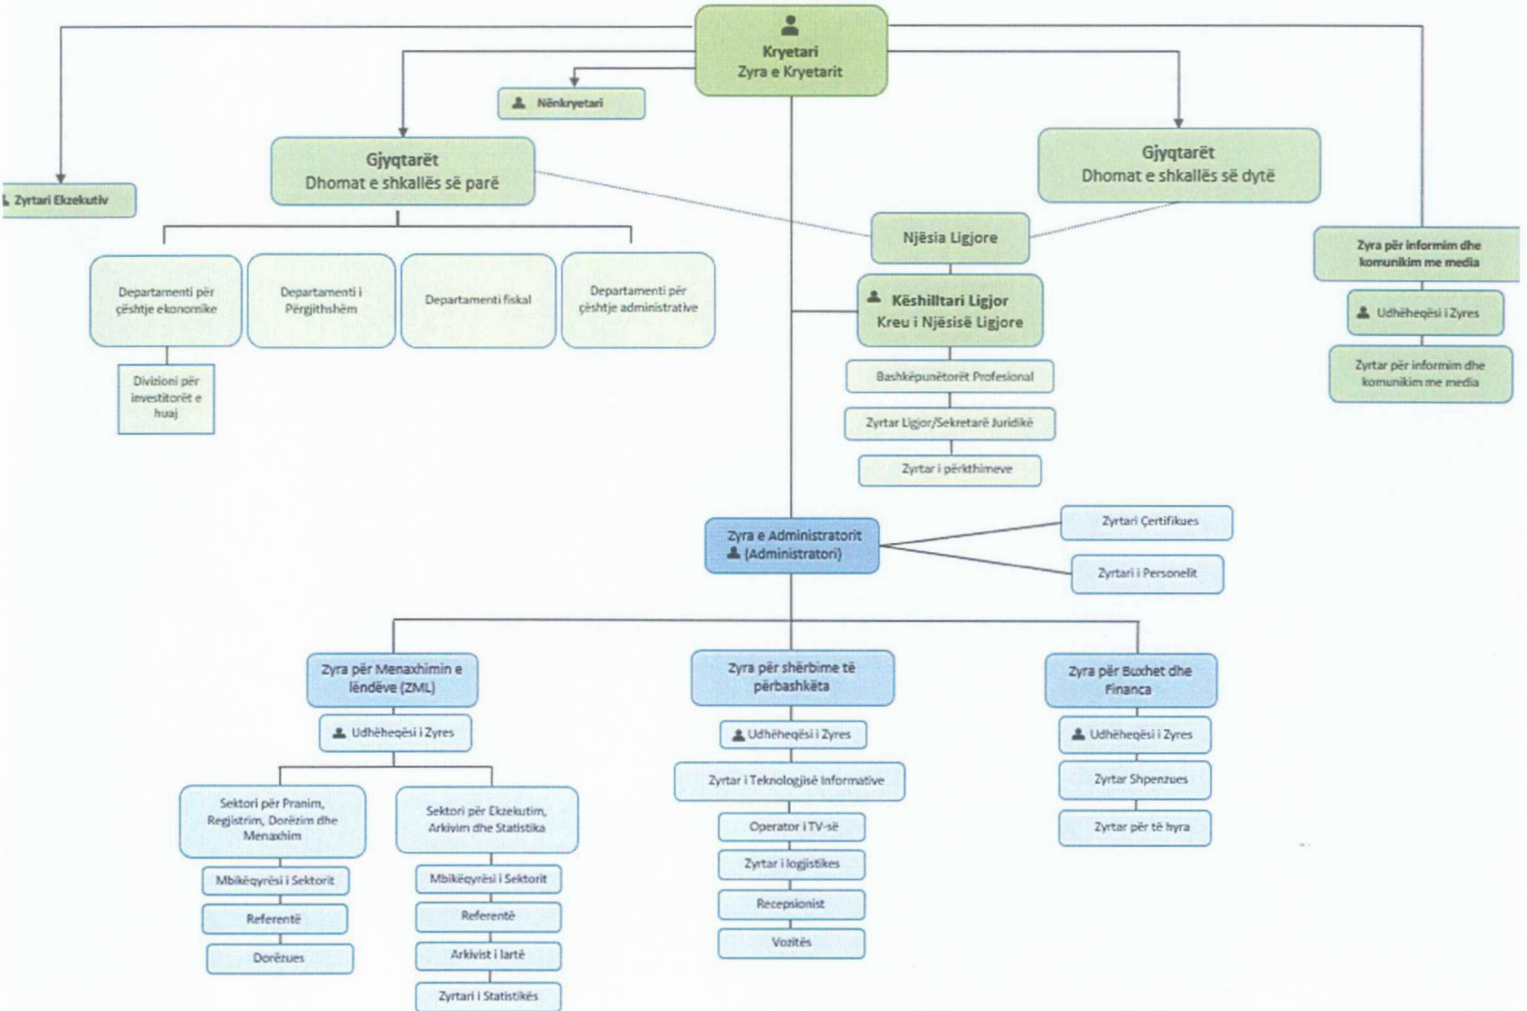 Kryetari
Zyra e Kryetarit
Nënkryetari
Gjyqtarët
Dhomat e shkallës së parë
Gjyqtarët
Dhomat e shkallës së dytë
Zyrtari Ekzekutiv
Njësia Ligjore
Zyra për informim dhe
komunikim me media
Departamenti për
çështje ekonomike
Departamenti i
Përgjithshëm
Departamenti fiskal
Departamenti për
çështje administrative
Këshilltari Ligjor
Kreu i Njësisë Ligjore
Udhëheqësi i Zyres
Zyrtar për informim dhe
komunikim me media
Divizioni për
investitorët e
huaj
Bashkëpunëtorët Profesional
Zyrtar Ligjor/Sekretarë Juridikë
Zyrtar i përkthimeve
Zyra e Administratorit
(Administratori)
Zyrtari Çertifikues
Zyrtari i Personelit
Zyra për Menaxhimin e
lëndëve (ZML)
Udhëheqësi i Zyres
Sektori për Pranim,
Regjistrim, Dorëzim dhe
Menaxhim
Mbikëqyrësi i Sektorit
Referentë
Dorëzues
Sektori për Ekzekutim,
Arkivim dhe Statistika
Mbikëqyrësi i Sektorit
Referentë
Arkivist i lartë
Zyrtari i Statistikës
Zyra për shërbime të
përbashkëta
Udhëheqësi i Zyres
Zyrtar i Teknologjisë Informative
Operator i TV-së
Zyrtar i logjistikes
Recepsionist
Vozitës
Zyra për Buxhet dhe
Financa
Udhëheqësi i Zyres
Zyrtar Shpenzues
Zyrtar për të hyra